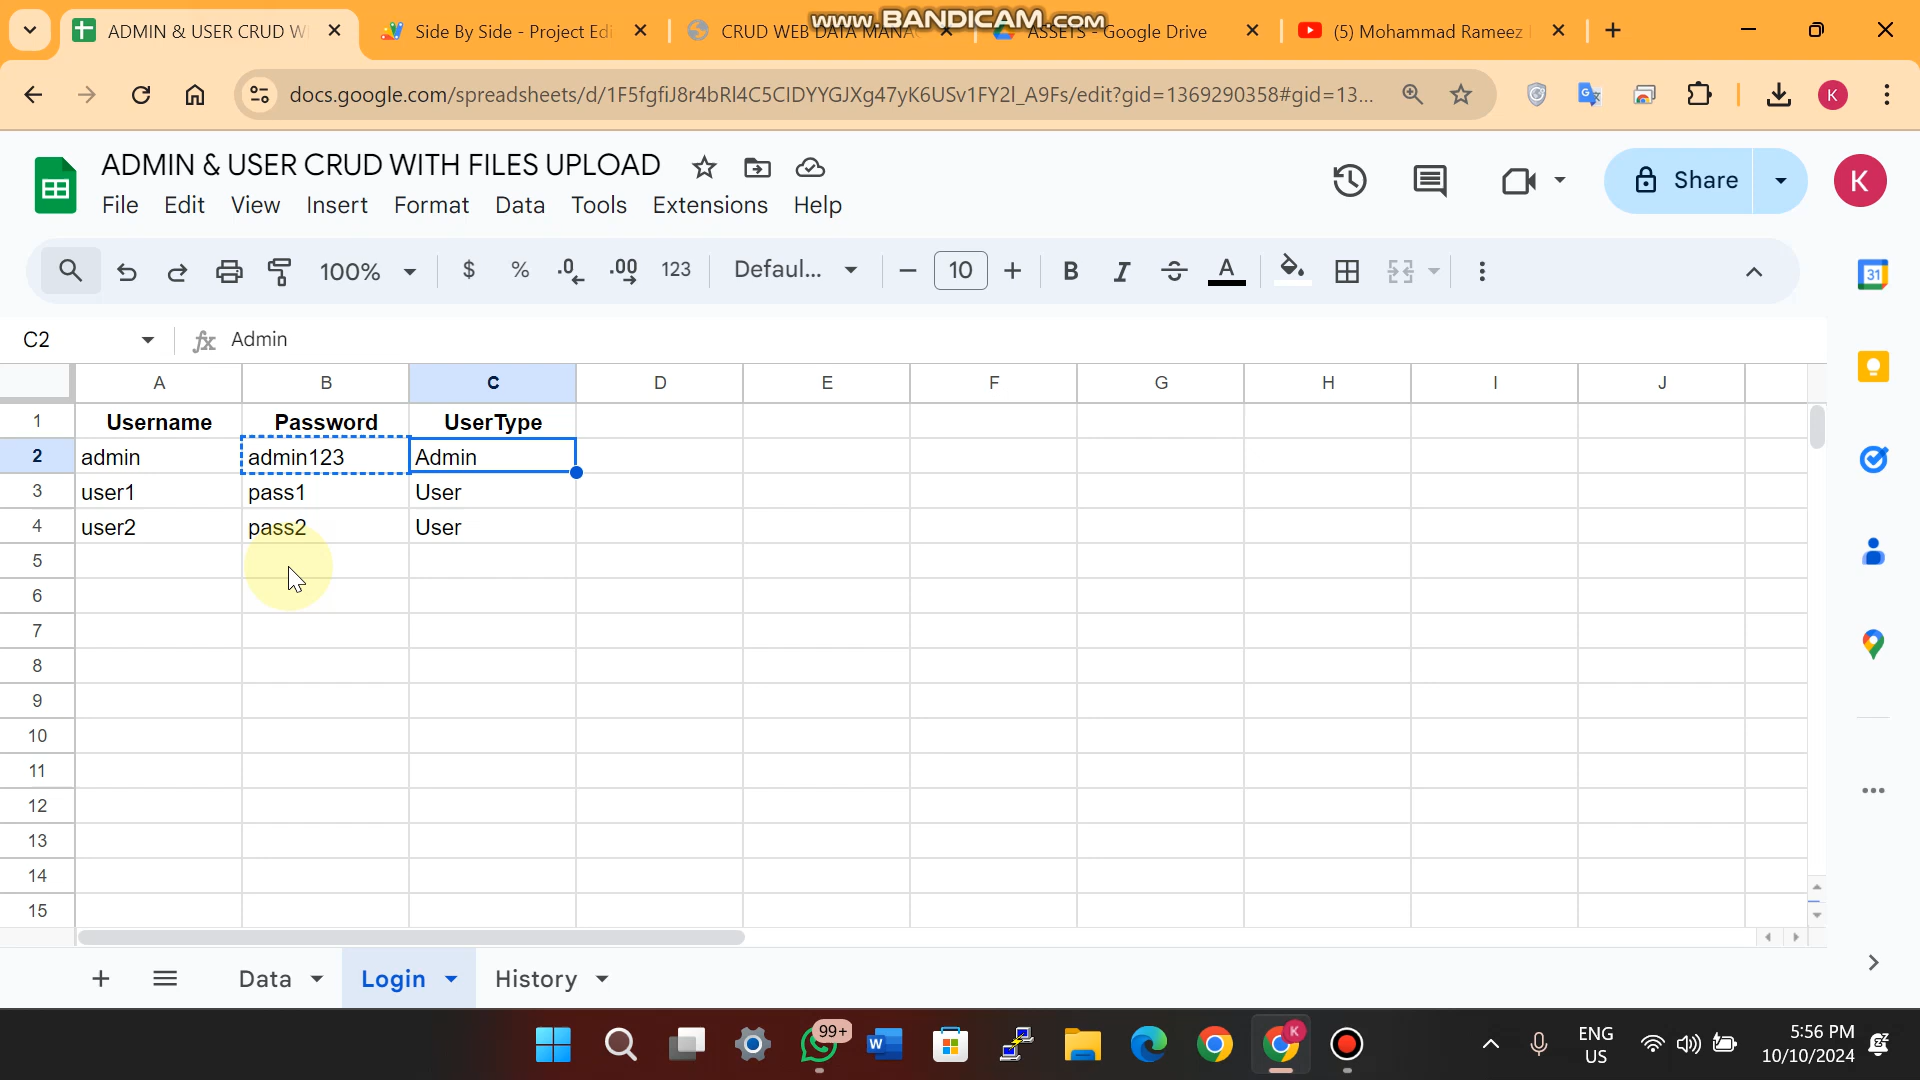 ADMIN & USER CRUD W
Side By Side - Project Edi
CRUD WEB DATA MANA
ASSETS - Google Drive
(5) Mohammad Rameez
www.BANDICAM.com
docs.google.com/spreadsheets/d/1F5fgfiJ8r4bRl4C5CIDYYGJXg47yK6USv1FY2l_A9Fs/edit?gid=1369290358#gid=13...
K
ADMIN & USER CRUD WITH FILES UPLOAD
File Edit View Insert Format Data Tools Extensions Help
Share
K
100% $ % .0 .00 123 Defaul... 10 B I A
31
C2 fx Admin
A B C D E F G H I J
1 Username Password UserType
2 admin admin123 Admin
3 user1 pass1 User
4 user2 pass2 User
5
6
7
8
9
10
11
12
13
14
15
Data Login History
99+
W
K
ENG
US
5:56 PM
10/10/2024